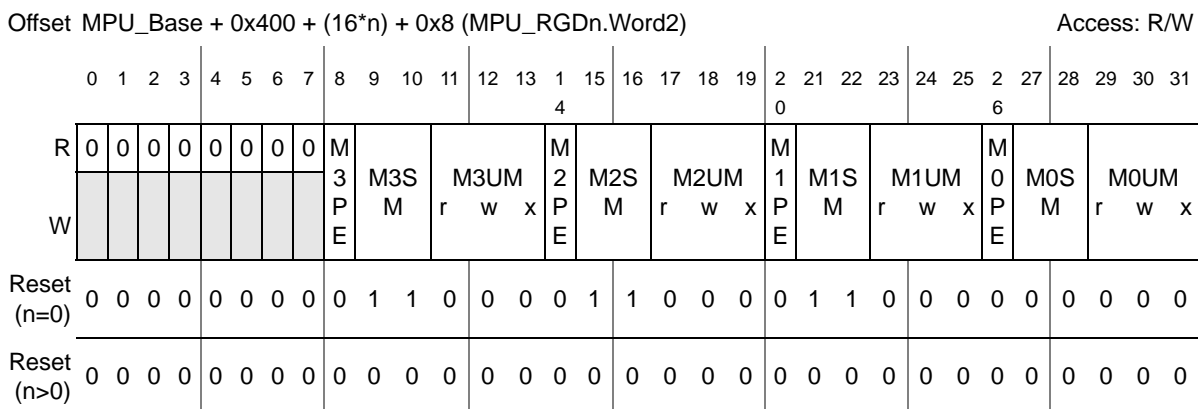 Offset MPU_Base + 0x400 + (16*n) + 0x8 (MPU_RGDn.Word2) Access: R/W
0 1 2 3 4 5 6 7 8 9 10 11 12 13 14 15 16 17 18 19 20 21 22 23 24 25 26 27 28 29 30 31
R 0 0 0 0 0 0 0 0 M3PE M3SM M3UM r w x M2PE M2SM M2UM r w x M1PE M1SM M1UM r w x M0PE M0SM M0UM r w x
W
Reset (n=0) 0 0 0 0 0 0 0 0 0 1 1 0 0 0 0 1 1 0 0 0 0 1 1 0 0 0 0 0 0 0 0 0
Reset (n>0) 0 0 0 0 0 0 0 0 0 0 0 0 0 0 0 0 0 0 0 0 0 0 0 0 0 0 0 0 0 0 0 0